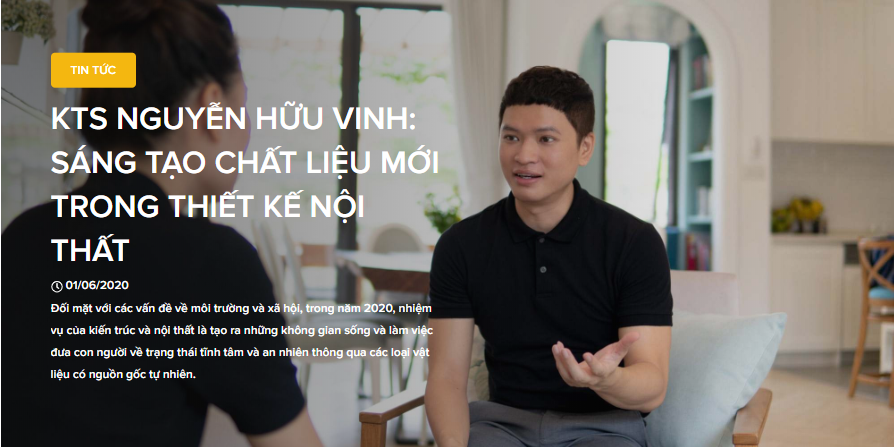 TIN TỨC
KTS NGUYỄN HỮU VINH:
SÁNG TẠO CHẤT LIỆU MỚI
TRONG THIẾT KẾ NỘI
THẤT
01/06/2020
Đối mặt với các vấn đề về môi trường và xã hội, trong năm 2020, nhiệm
vụ của kiến trúc và nội thất là tạo ra những không gian sống và làm việc
đưa con người về trạng thái tĩnh tâm và an nhiên thông qua các loại vật
liệu có nguồn gốc tự nhiên.